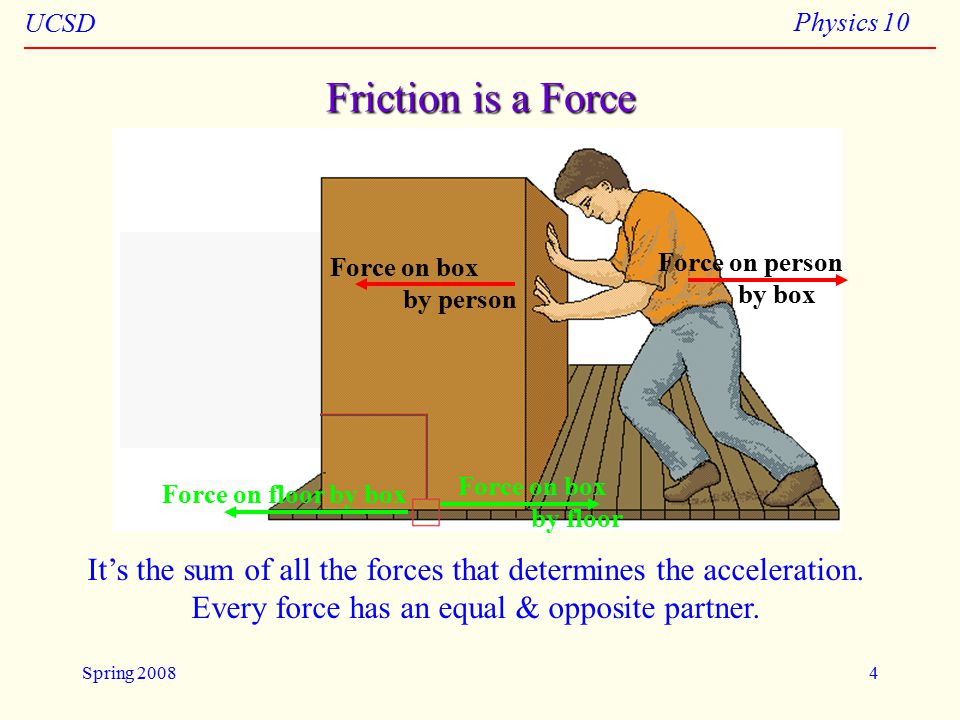 UCSD
Physics 10
Friction is a Force
Force on box
by person
Force on person
by box
Force on floor by box
Force on box
by floor
It’s the sum of all the forces that determines the acceleration.
Every force has an equal & opposite partner.
Spring 2008
4